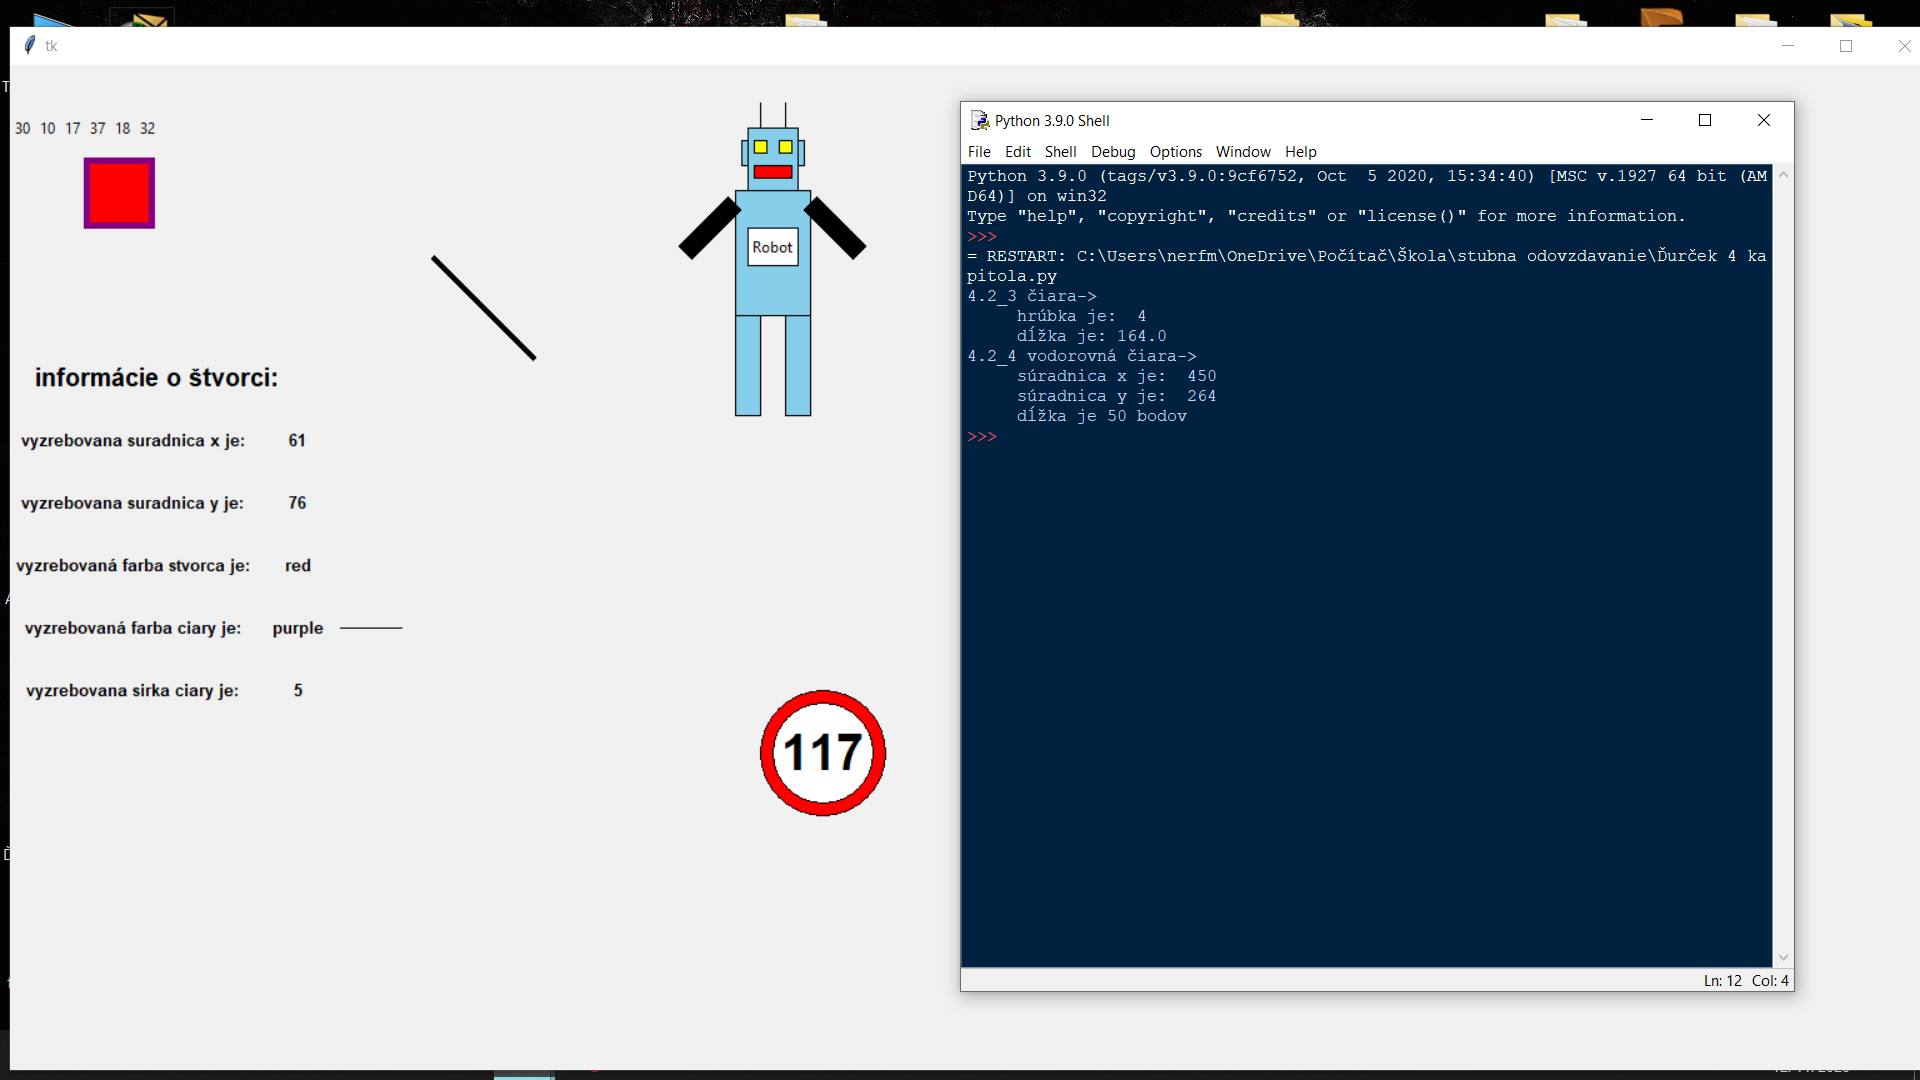 tk
30 10 17 37 18 32
Robot
informácie o štvorci:
vyzrebovana suradnica x je: 61
vyzrebovana suradnica y je: 76
vyzrebovaná farba stvorca je: red
vyzrebovaná farba ciary je: purple
vyzrebovana sirka ciary je: 5
117
Python 3.9.0 Shell
File Edit Shell Debug Options Window Help
Python 3.9.0 (tags/v3.9.0:9cf6752, Oct  5 2020, 15:34:40) [MSC v.1927 64 bit (AM
D64)] on win32
Type "help", "copyright", "credits" or "license()" for more information.
>>>
= RESTART: C:\Users\nerfm\OneDrive\Počítač\Škola\stubna odovzdavanie\Ďurček 4 ka
pitola.py
4.2_3 čiara->
hrúbka je:  4
dĺžka je: 164.0
4.2_4 vodorovná čiara->
súradnica x je:  450
súradnica y je:  264
dĺžka je 50 bodov
>>>
Ln: 12 Col: 4